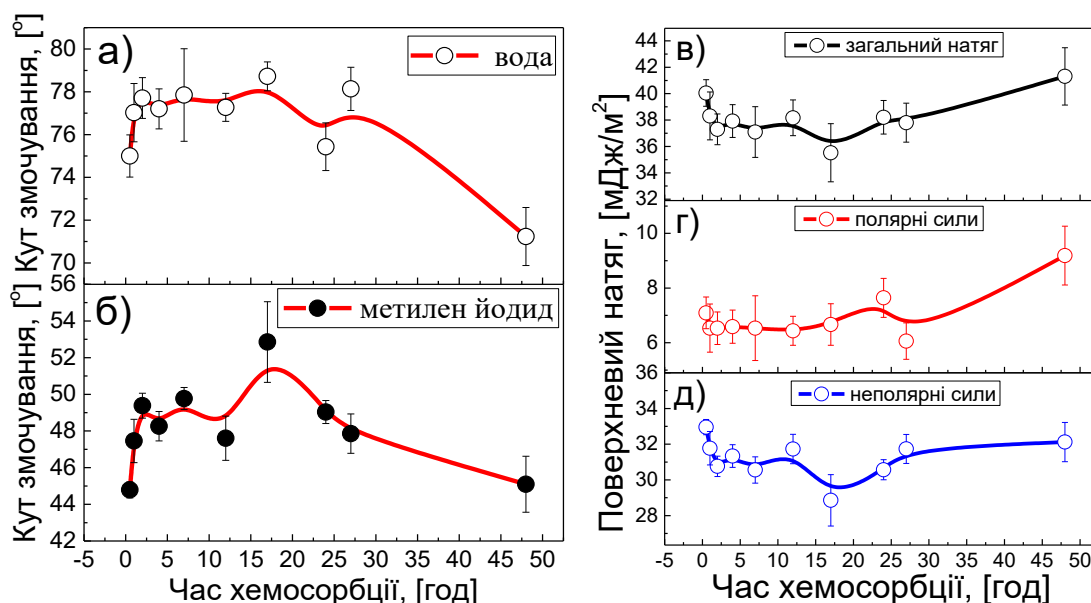 Кут змочування, [°] Кут змочування, [°]
а)
вода
80
78
76
74
72
70
56
б)
метилен йодид
54
52
50
48
46
44
42
-5 0 5 10 15 20 25 30 35 40 45 50
Час хемосорбції, [год]
Поверхневий натяг, [мДж/м²]
в)
загальний натяг
44
42
40
38
36
34
32
г)
полярні сили
10
8
6
36
д)
неполярні сили
34
32
30
28
-5 0 5 10 15 20 25 30 35 40 45 50
Час хемосорбції, [год]